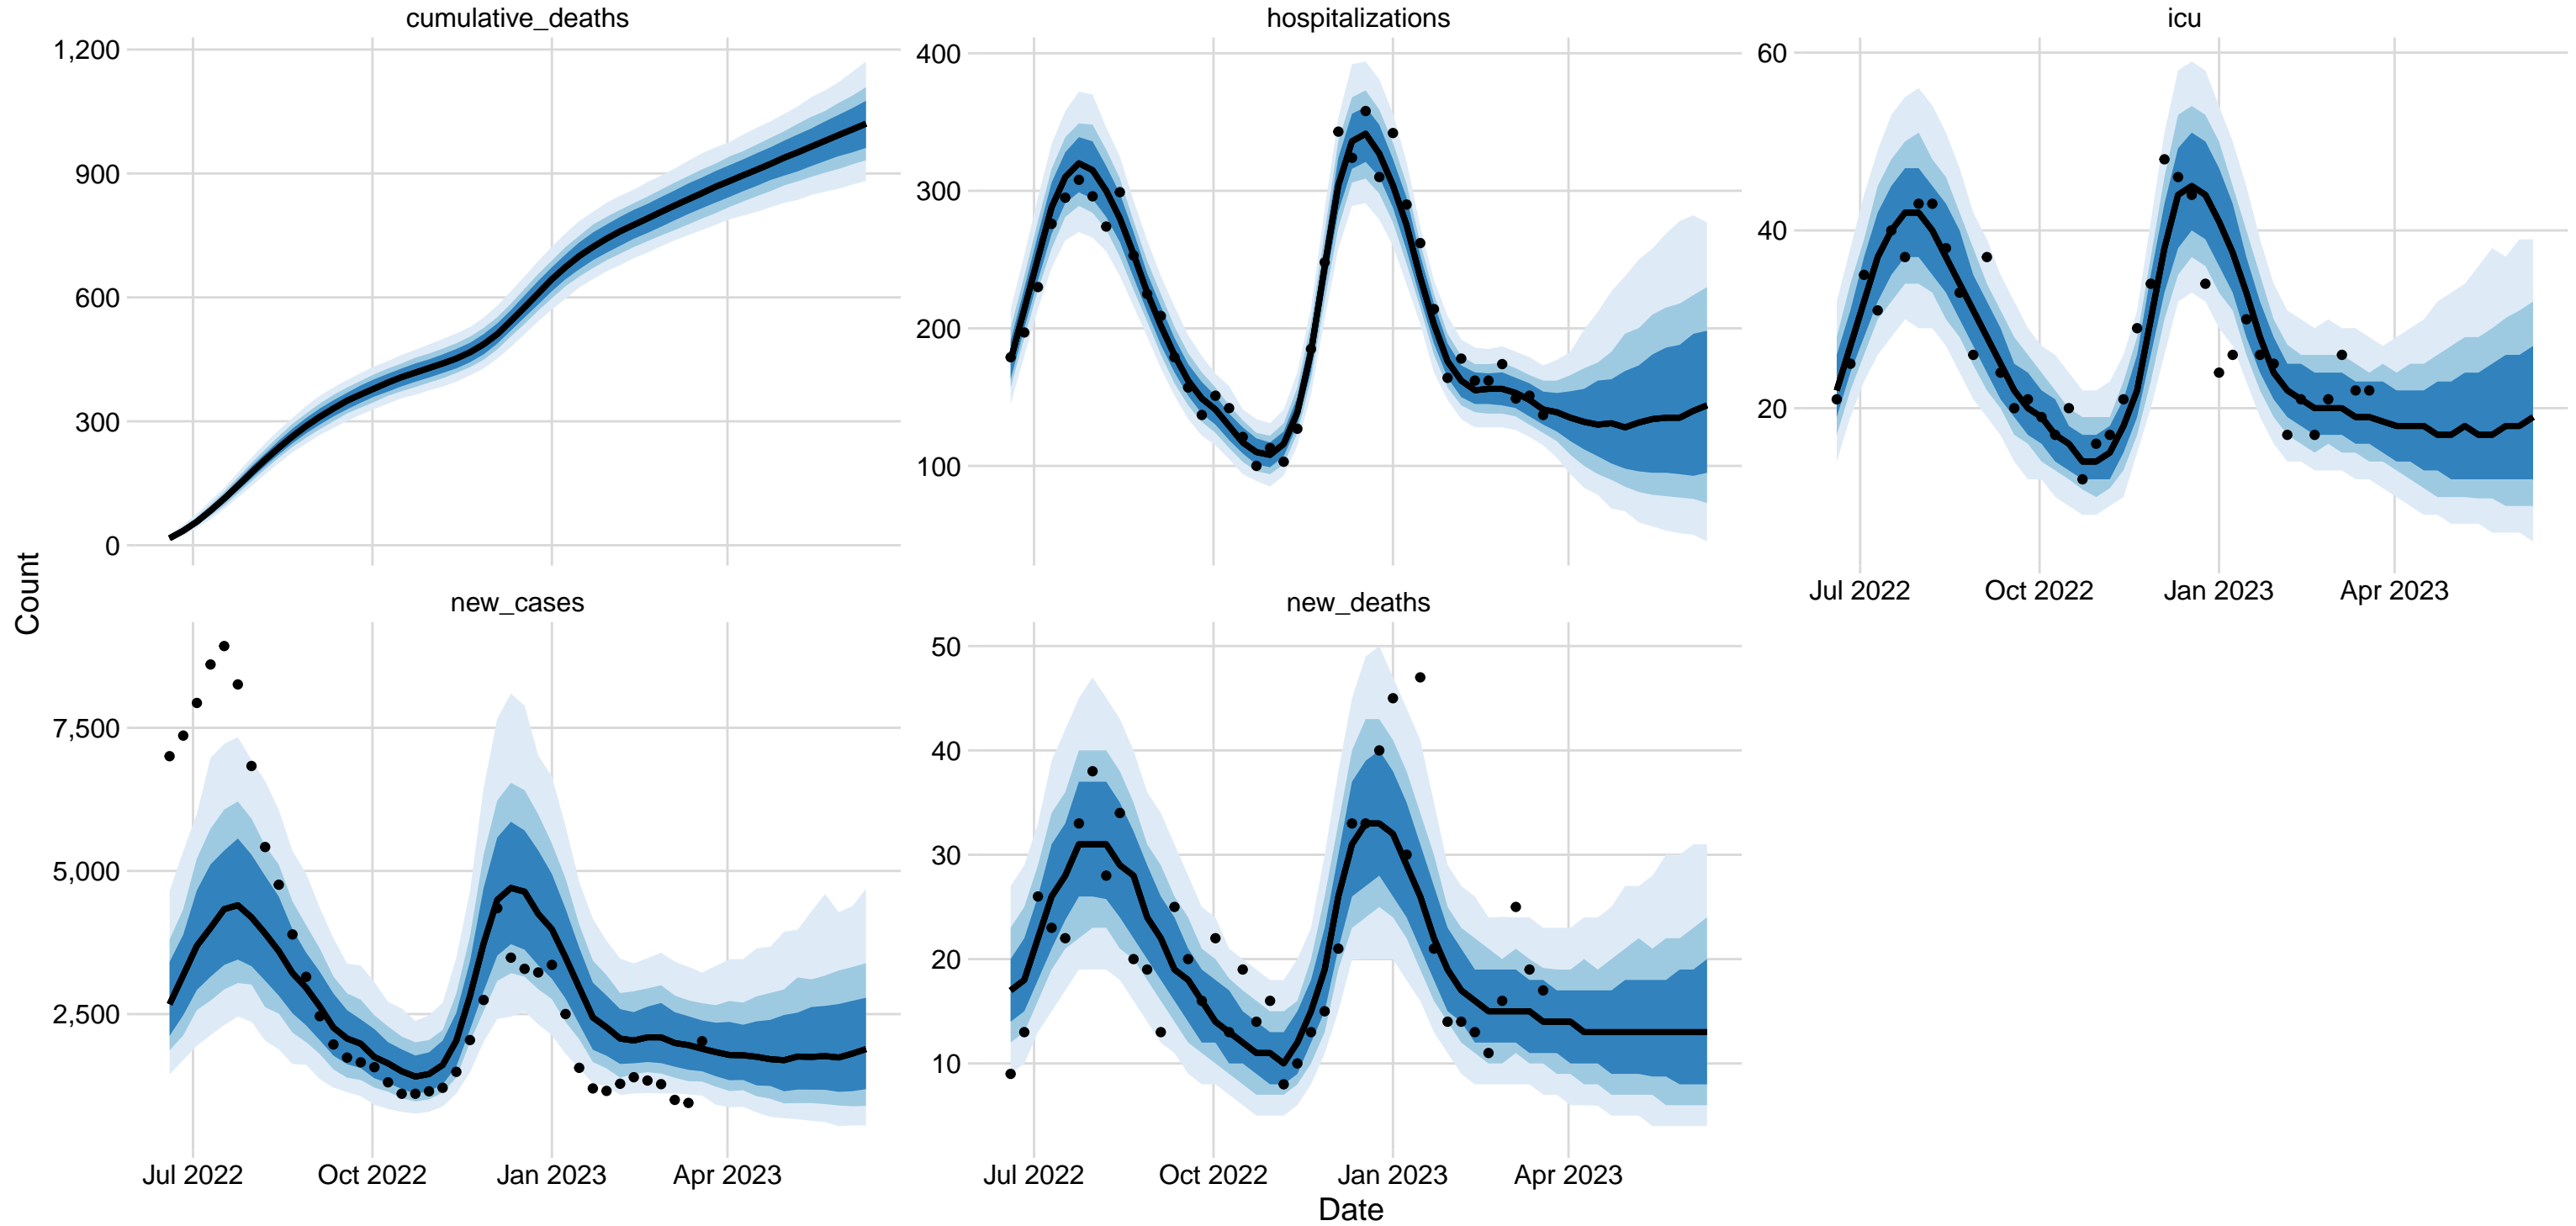 cumulative_deaths
hospitalizations
icu
1,200
900
600
300
0
400
300
200
100
60
40
20
Jul 2022
Oct 2022
Jan 2023
Apr 2023
Count
new_cases
new_deaths
7,500
5,000
2,500
50
40
30
20
10
Jul 2022
Oct 2022
Jan 2023
Apr 2023
Jul 2022
Oct 2022
Jan 2023
Apr 2023
Date